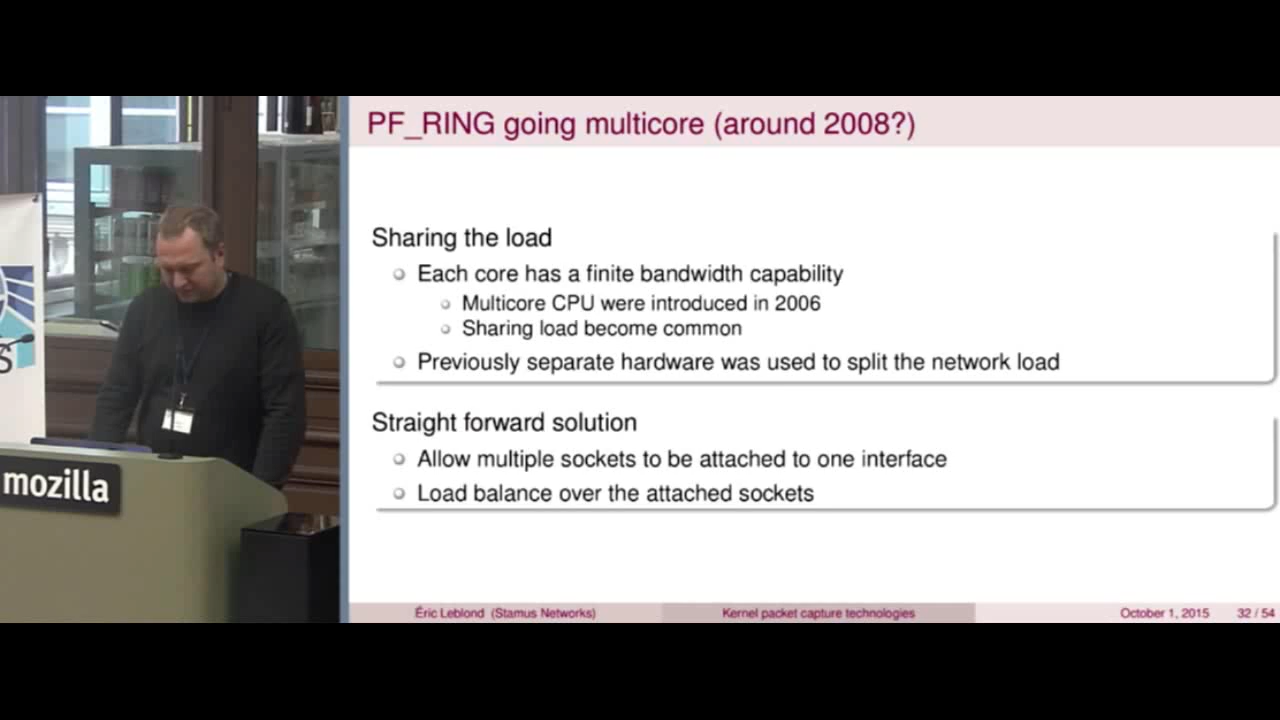 PF_RING going multicore (around 2008?)
Sharing the load
Each core has a finite bandwidth capability
Multicore CPU were introduced in 2006
Sharing load become common
Previously separate hardware was used to split the network load
Straight forward solution
Allow multiple sockets to be attached to one interface
Load balance over the attached sockets
Éric Leblond (Stamus Networks)
Kernel packet capture technologies
October 1, 2015
32 / 54
mozilla
S